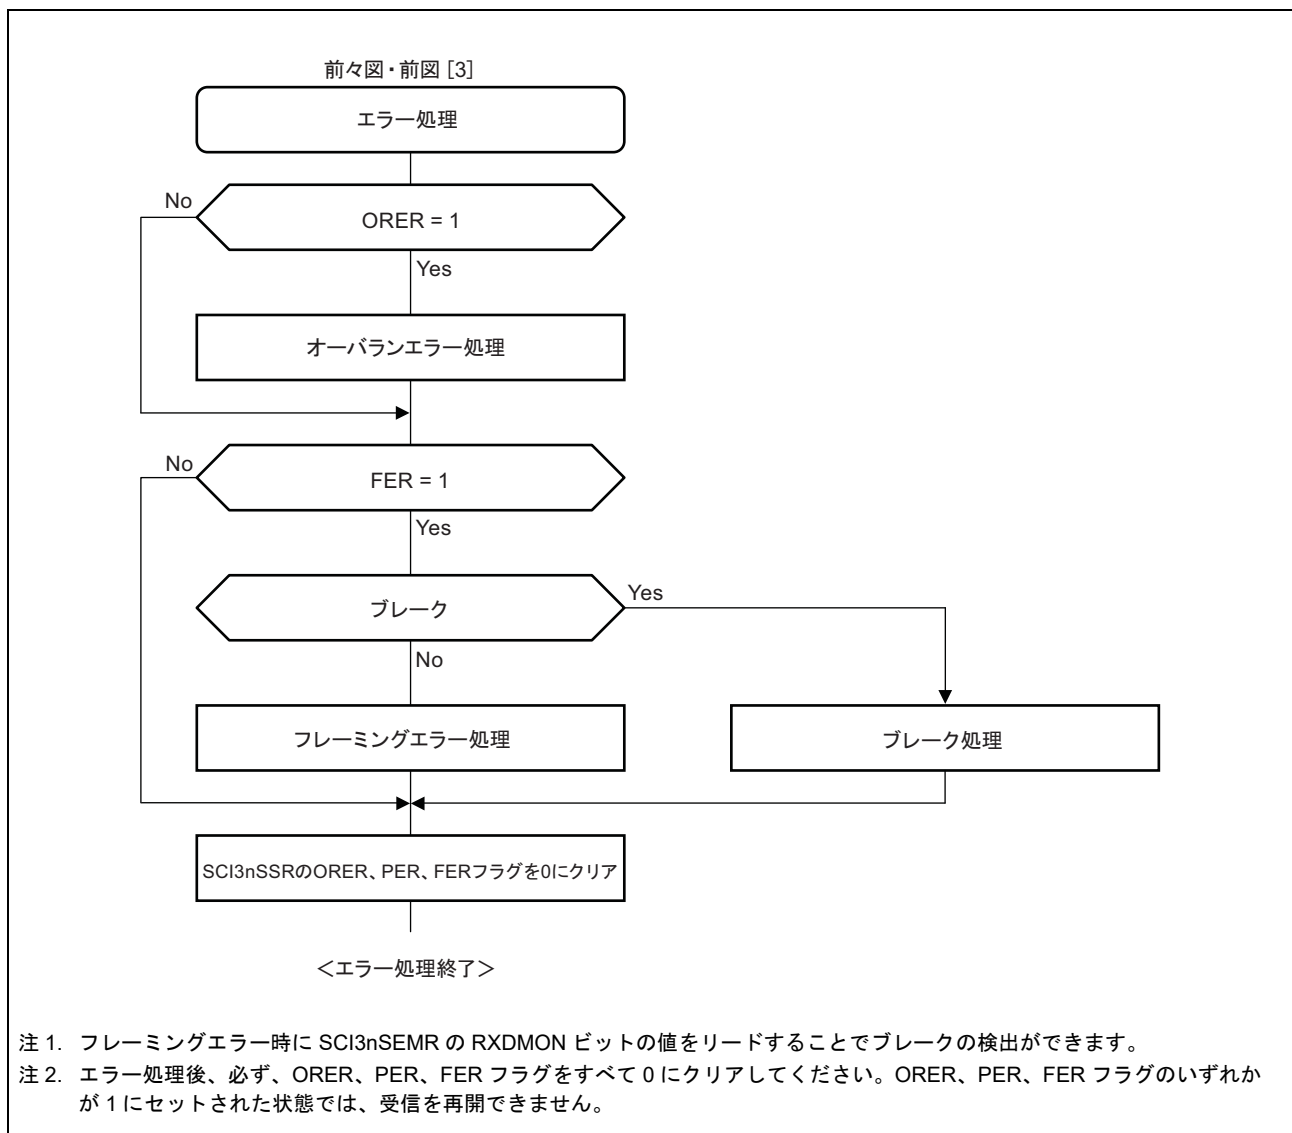 前々図・前図 [3]
エラー処理
No
ORER = 1
Yes
オーバランエラー処理
No
FER = 1
Yes
ブレーク
Yes
No
フレーミングエラー処理
ブレーク処理
SCI3nSSRのORER、PER、FERフラグを0にクリア
＜エラー処理終了＞
注 1. フレーミングエラー時に SCI3nSEMR の RXDMON ビットの値をリードすることでブレークの検出ができます。
注 2. エラー処理後、必ず、ORER、PER、FER フラグをすべて 0 にクリアしてください。ORER、PER、FER フラグのいずれか
が 1 にセットされた状態では、受信を再開できません。